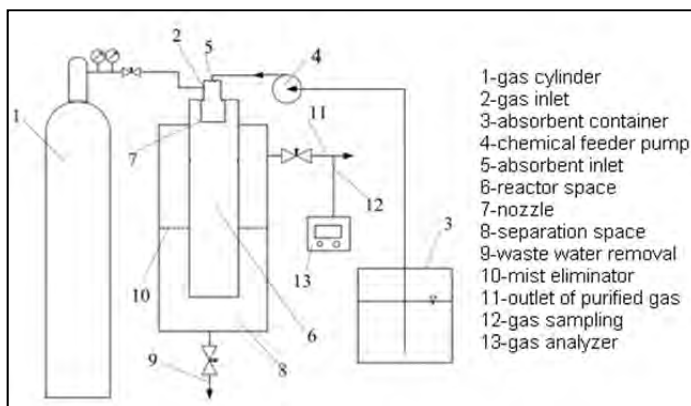 2
5
4
1
7
11
12
13
3
10
6
8
9
1-gas cylinder
2-gas inlet
3-absorbent container
4-chemical feeder pump
5-absorbent inlet
6-reactor space
7-nozzle
8-separation space
9-waste water removal
10-mist eliminator
11-outlet of purified gas
12-gas sampling
13-gas analyzer